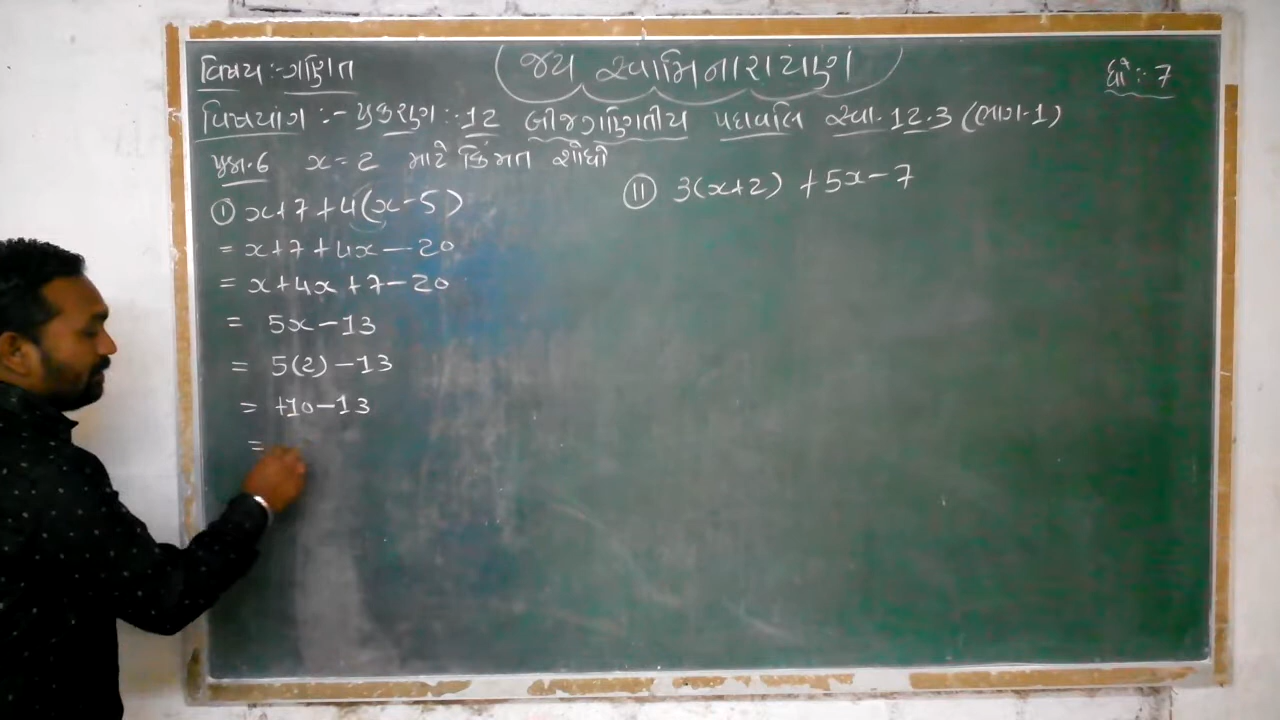 જય સ્વામિનારાયણ
વિષય :- ગણિત
ધો :- 7
વિષયાંગ :- પ્રકરણ :- 12 બીજગણિતીય પદાવલિ સ્વા. 12.3 (ભાગ-1)
પ્રશ્ન.6 x = 2 માટે કિંમત શોધો
① x+7+4(x-5)
= x+7+4x-20
= x+4x+7-20
= 5x-13
= 5(2)-13
= +10-13
=
⑪ 3(x+2) +5x-7